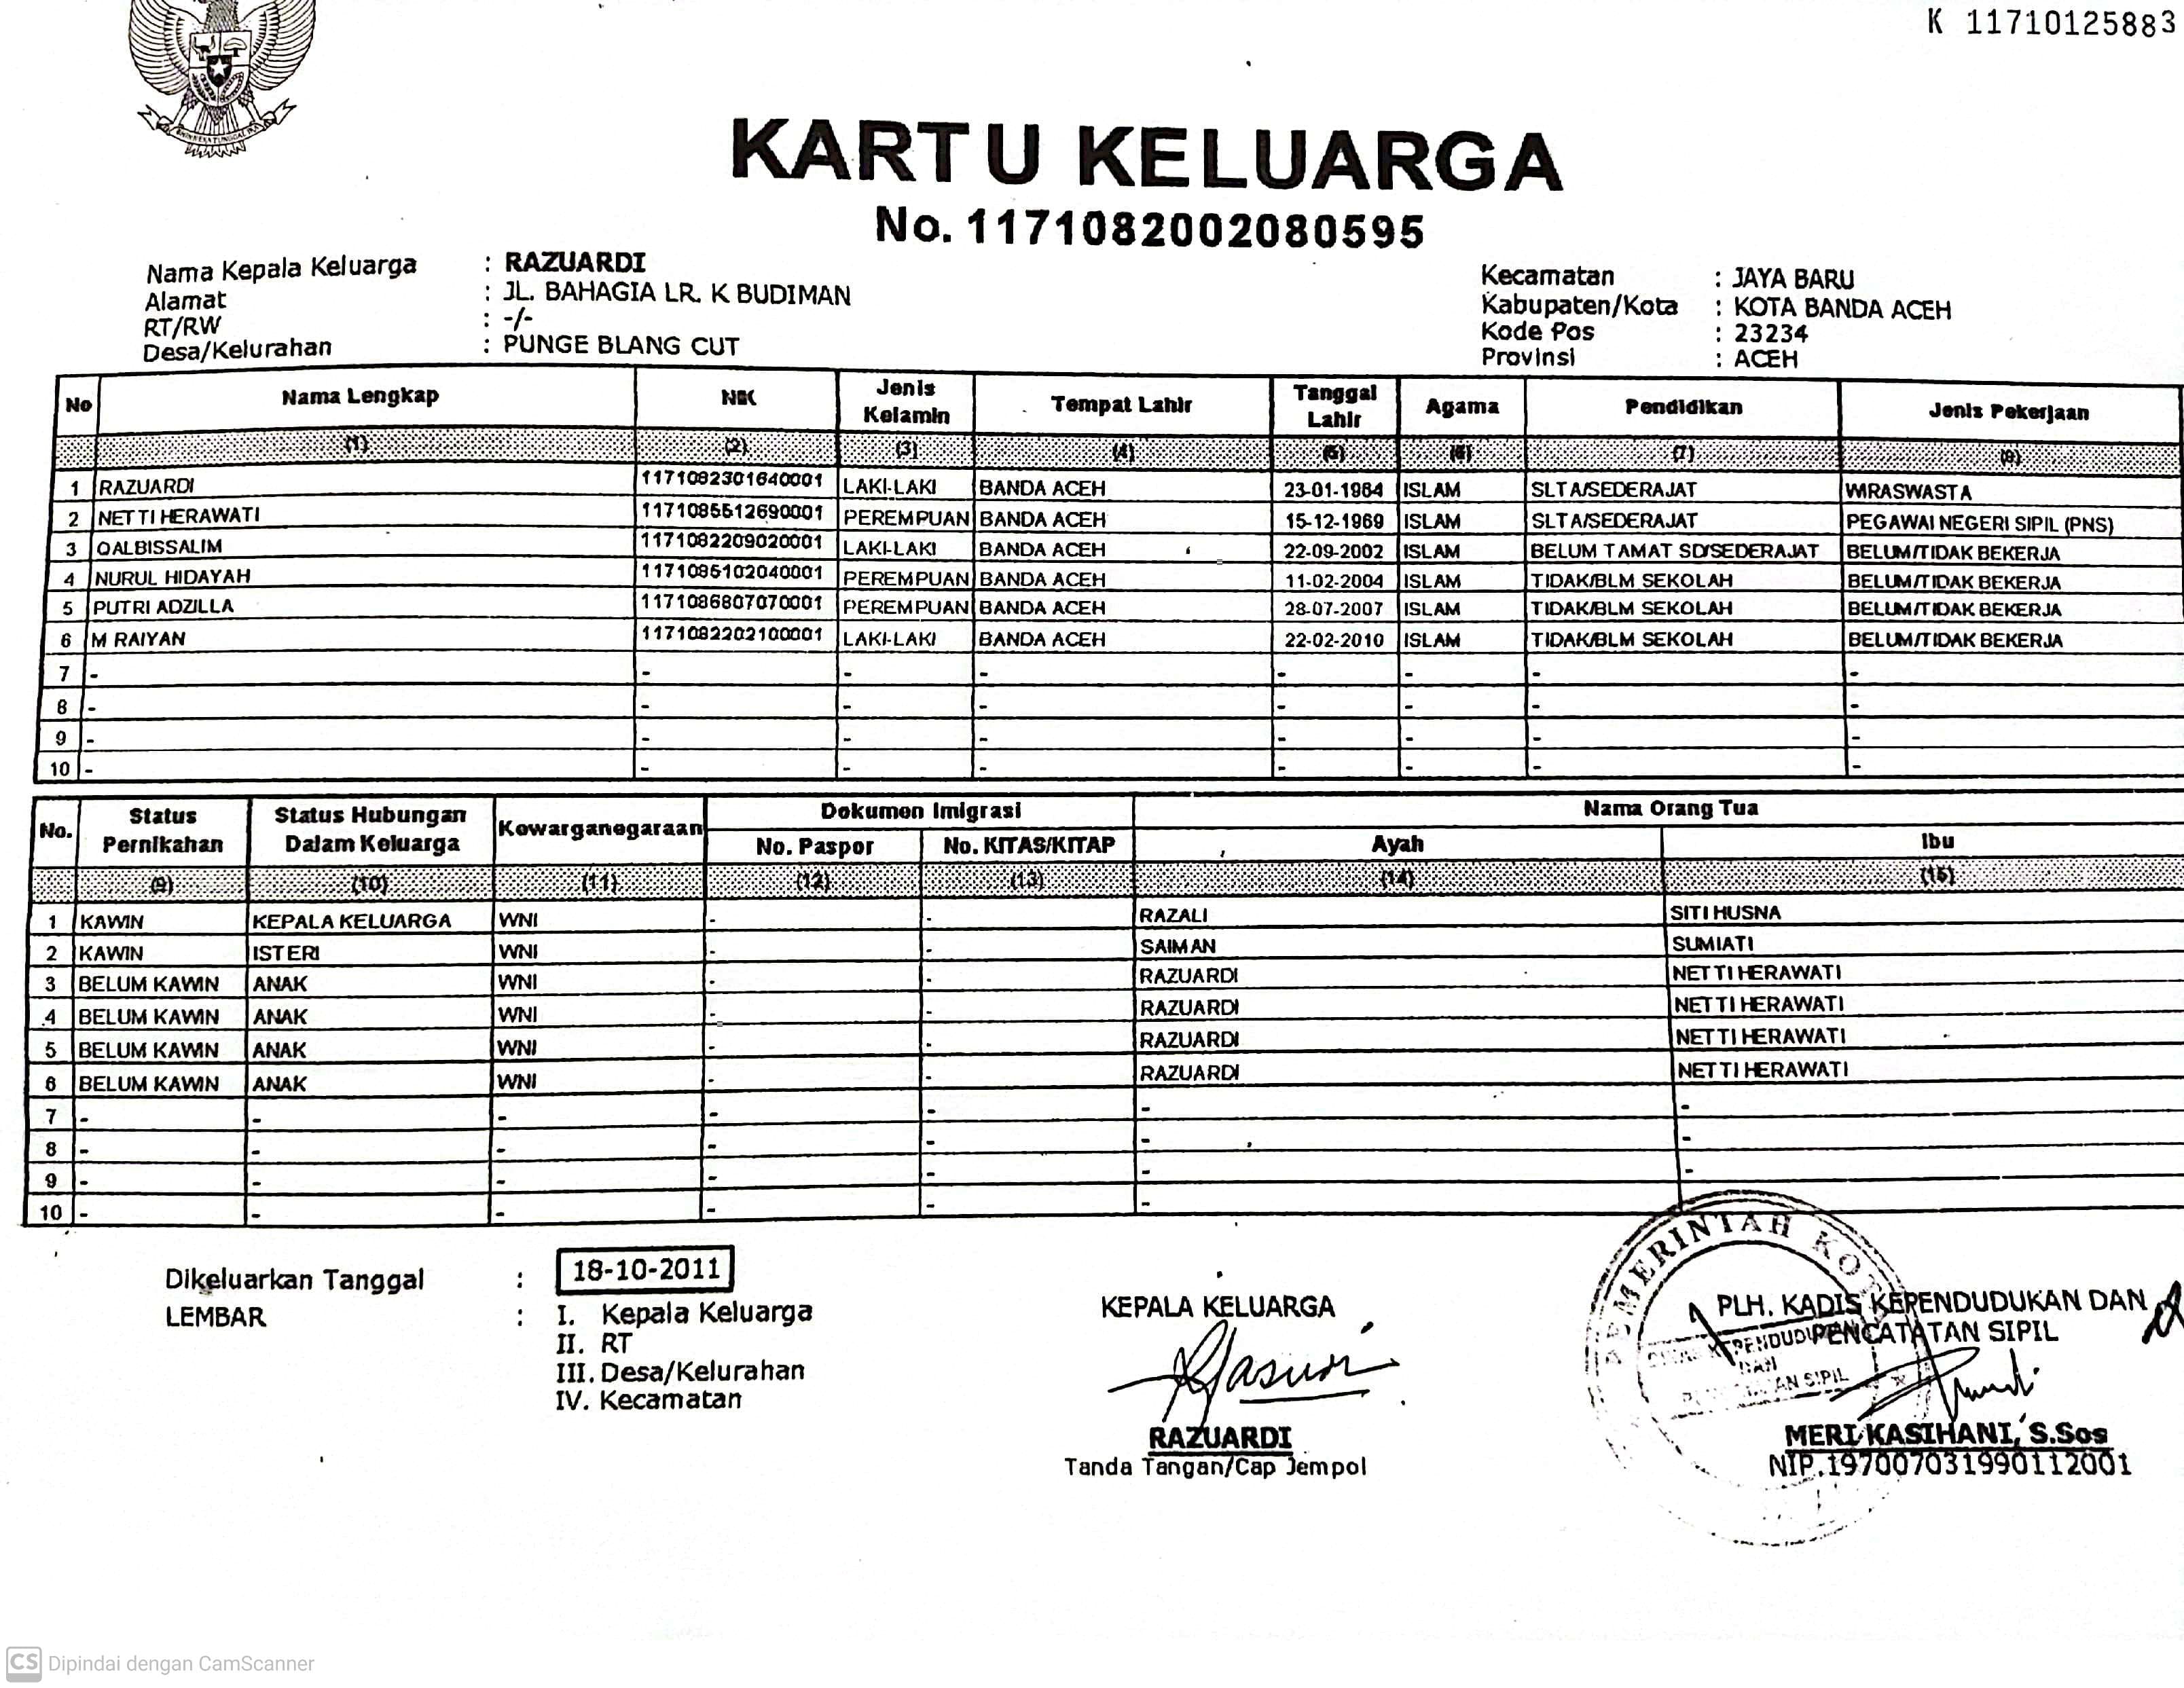 K 11710125883
KARTU KELUARGA
No. 1171082002080595
Nama Kepala Keluarga : RAZUARDI
Alamat : JL. BAHAGIA LR. K BUDIMAN
RT/RW : -/-
Desa/Kelurahan : PUNGE BLANG CUT
Kecamatan : JAYA BARU
Kabupaten/Kota : KOTA BANDA ACEH
Kode Pos : 23234
Provinsi : ACEH
No Nama Lengkap NIK Jenis Kelamin Tempat Lahir Tanggal Lahir Agama Pendidikan Jenis Pekerjaan
(1) (2) (3) (4) (5) (6) (7) (8)
1 RAZUARDI 1171082301640001 LAKI-LAKI BANDA ACEH 23-01-1964 ISLAM SLTA/SEDERAJAT WIRASWASTA
2 NETTI HERAWATI 1171085512690001 PEREMPUAN BANDA ACEH 15-12-1969 ISLAM SLTA/SEDERAJAT PEGAWAI NEGERI SIPIL (PNS)
3 QALBISSALIM 1171082209020001 LAKI-LAKI BANDA ACEH 22-09-2002 ISLAM BELUM TAMAT SD/SEDERAJAT BELUM/TIDAK BEKERJA
4 NURUL HIDAYAH 1171085102040001 PEREMPUAN BANDA ACEH 11-02-2004 ISLAM TIDAK/BLM SEKOLAH BELUM/TIDAK BEKERJA
5 PUTRI ADZILLA 1171086807070001 PEREMPUAN BANDA ACEH 28-07-2007 ISLAM TIDAK/BLM SEKOLAH BELUM/TIDAK BEKERJA
6 M RAIYAN 1171082202100001 LAKI-LAKI BANDA ACEH 22-02-2010 ISLAM TIDAK/BLM SEKOLAH BELUM/TIDAK BEKERJA
7 - - - - - - - -
8 - - - - - - - -
9 - - - - - - - -
10 - - - - - - - -
No. Status Pernikahan Status Hubungan Dalam Keluarga Kewarganegaraan Dokumen Imigrasi Nama Orang Tua
No. Paspor No. KITAS/KITAP Ayah Ibu
(9) (10) (11) (12) (13) (14) (15)
1 KAWIN KEPALA KELUARGA WNI - - RAZALI SITI HUSNA
2 KAWIN ISTERI WNI - - SAIMAN SUMIATI
3 BELUM KAWIN ANAK WNI - - RAZUARDI NETTI HERAWATI
4 BELUM KAWIN ANAK WNI - - RAZUARDI NETTI HERAWATI
5 BELUM KAWIN ANAK WNI - - RAZUARDI NETTI HERAWATI
6 BELUM KAWIN ANAK WNI - - RAZUARDI NETTI HERAWATI
7 - - - - - - -
8 - - - - - - -
9 - - - - - - -
10 - - - - - -
Dikeluarkan Tanggal : 18-10-2011
LEMBAR : I. Kepala Keluarga
II. RT
III. Desa/Kelurahan
IV. Kecamatan
KEPALA KELUARGA
RAZUARDI
Tanda Tangan/Cap Jempol
PEMERINTAH KOTA
PLH. KADIS KEPENDUDUKAN DAN
PENCATATAN SIPIL
KEPENDUDUKAN
DAN
SIPIL
MERI KASIHANI, S.Sos
NIP.197007031990112001
CS Dipindai dengan CamScanner